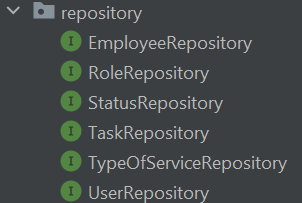 repository
I EmployeeRepository
I RoleRepository
I StatusRepository
I TaskRepository
I TypeOfServiceRepository
I UserRepository